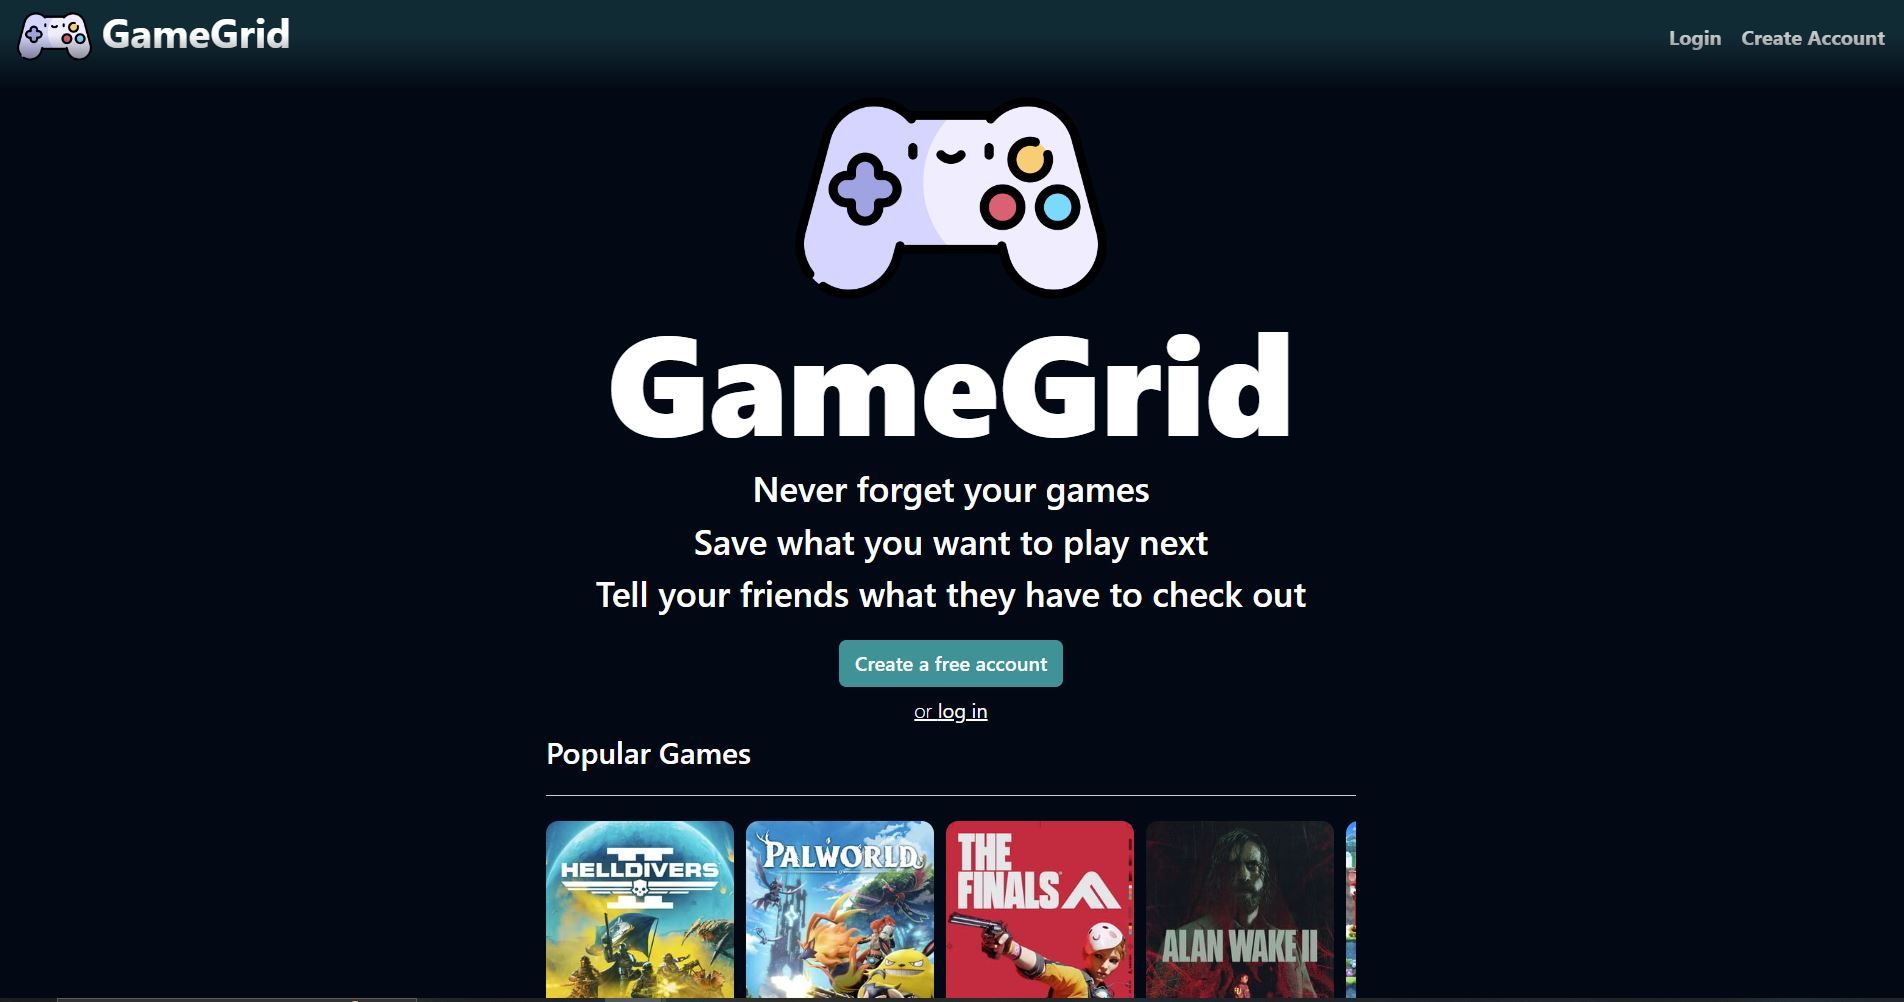 GameGrid
Login
Create Account
GameGrid
Never forget your games
Save what you want to play next
Tell your friends what they have to check out
Create a free account
or log in
Popular Games
HELLDIVERS
II
PALWORLD
THE
FINALS
ALAN WAKE II